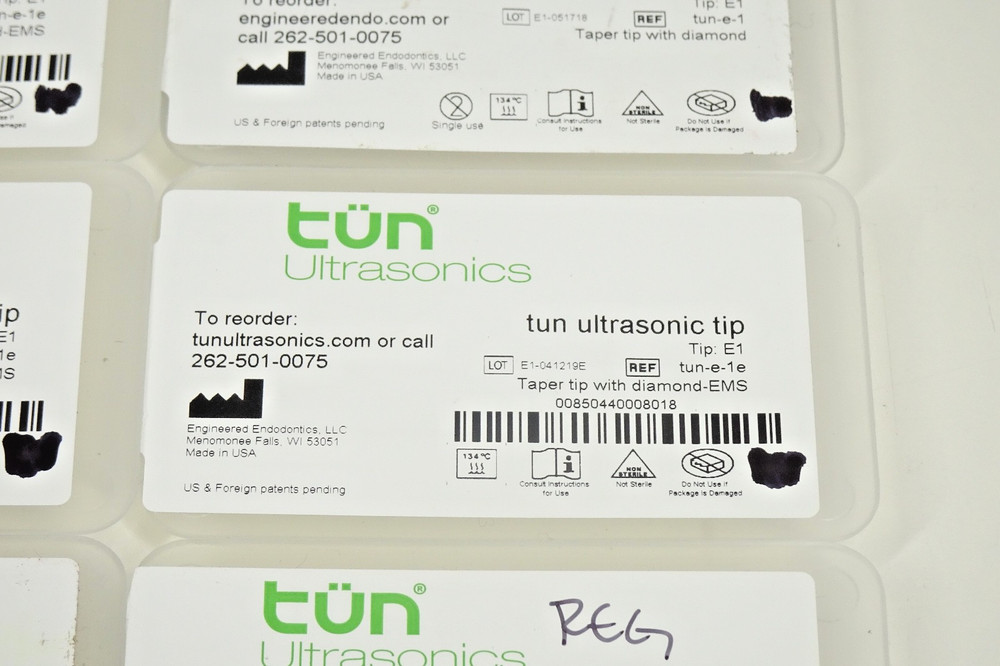 To reorder:
engineeredendo.com or
call 262-501-0075
Engineered Endodontics, LLC
Menomonee Falls, WI 53051
Made in USA
US & Foreign patents pending
Tip: E1
LOT E1-051718 REF tun-e-1
Taper tip with diamond
Single use
134 °C
Consult Instructions
for Use
NON
STERILE
Not Sterile
Do Not Use if
Package is Damaged
tün®
Ultrasonics
To reorder:
tunultrasonics.com or call
262-501-0075
Engineered Endodontics, LLC
Menomonee Falls, WI 53051
Made in USA
US & Foreign patents pending
tun ultrasonic tip
Tip: E1
LOT E1-041219E REF tun-e-1e
Taper tip with diamond-EMS
00850440008018
134 °C
Consult Instructions
for Use
NON
STERILE
Not Sterile
Do Not Use if
Package is Damaged
tün®
Ultrasonics
REG